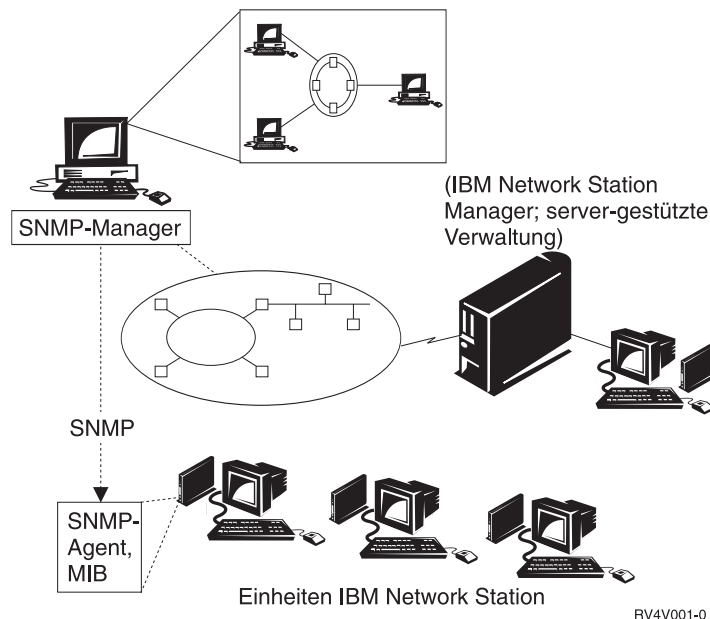 (IBM Network Station
Manager; server-gestützte
Verwaltung)
SNMP-Manager
SNMP
SNMP-
Agent,
MIB
Einheiten IBM Network Station
RV4V001-0